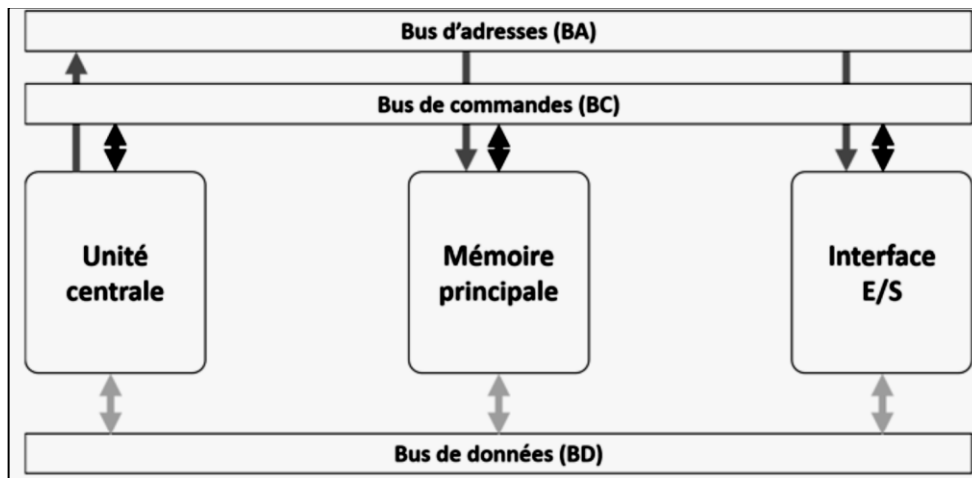 Bus d'adresses (BA)
Bus de commandes (BC)
Unité
centrale
Mémoire
principale
Interface
E/S
Bus de données (BD)